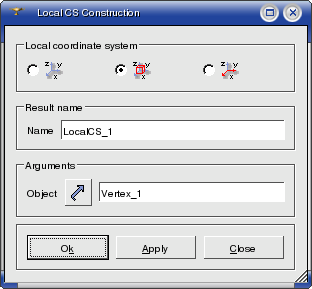 Local CS Construction
Local coordinate system
z y x
z y x
z y x
Result name
Name LocalCS_1
Arguments
Object Vertex_1
Ok Apply Close